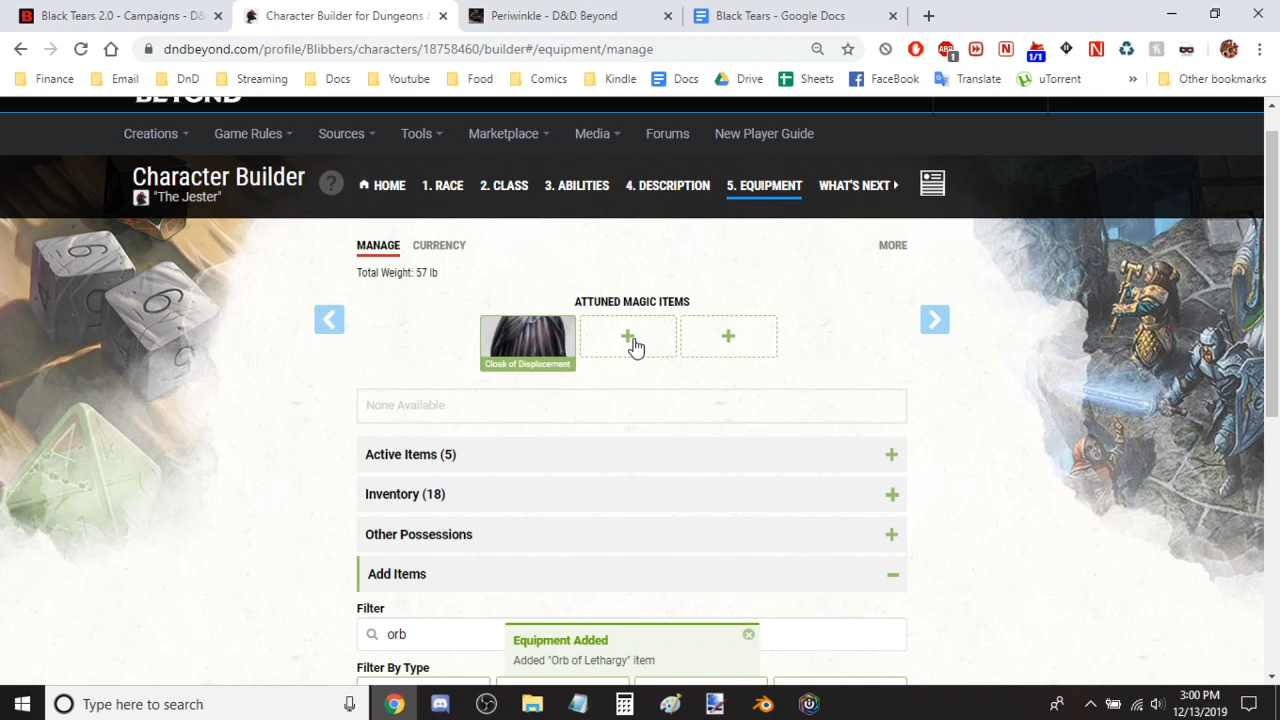 Black Tears 2.0 - Campaigns - D&
Character Builder for Dungeons &
Periwinkle - D&D Beyond
Black Tears - Google Docs
dndbeyond.com/profile/Blibbers/characters/18758460/builder#/equipment/manage
Finance
Email
DnD
Streaming
Docs
Youtube
Food
Comics
Kindle
Docs
Drive
Sheets
FaceBook
Translate
uTorrent
»
Other bookmarks
BEYOND
Creations
Game Rules
Sources
Tools
Marketplace
Media
Forums
New Player Guide
Character Builder
"The Jester"
?
HOME
1. RACE
2. CLASS
3. ABILITIES
4. DESCRIPTION
5. EQUIPMENT
WHAT'S NEXT
MANAGE
CURRENCY
MORE
Total Weight: 57 lb
ATTUNED MAGIC ITEMS
Cloak of Displacement
None Available
Active Items (5)
Inventory (18)
Other Possessions
Add Items
Filter
orb
Equipment Added
Added "Orb of Lethargy" item
Filter By Type
Type here to search
3:00 PM
12/13/2019